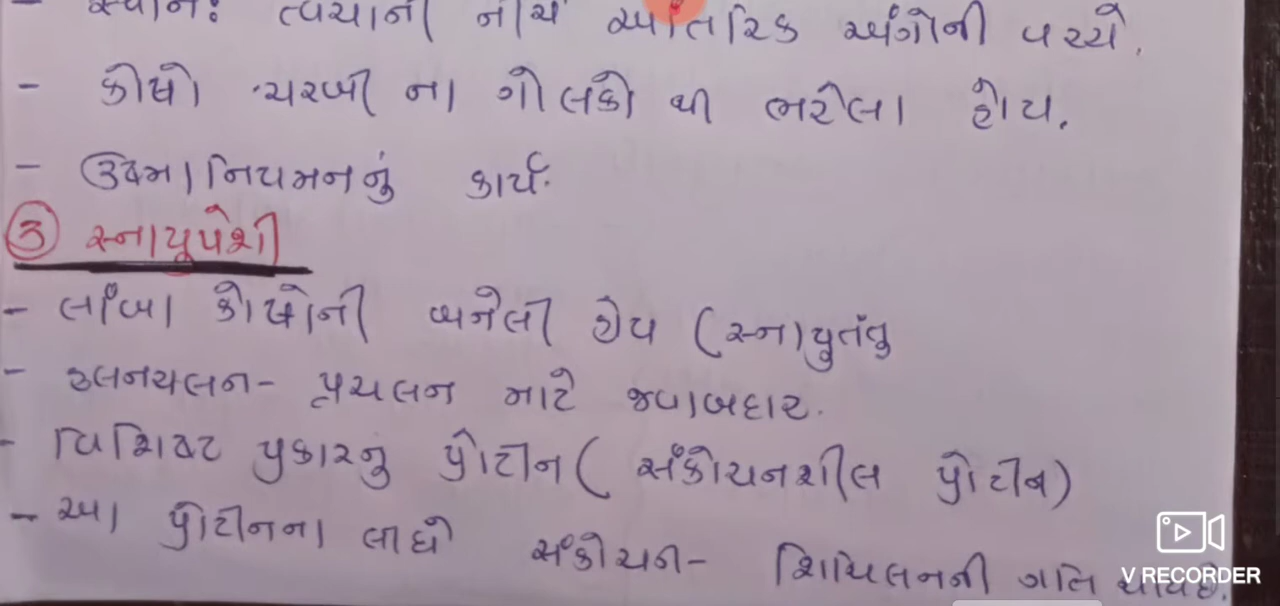 - સ્થાન: ત્વચાની નીચે આંતરિક અંગોની વચ્ચે.
- કોષો ચરબી ના ગોલકો થી ભરેલા હોય.
- ઉષ્મા નિયમનનું કાર્ય.
૩ સ્નાયુપેશી
- લાંબા કોષોની બનેલી હોય (સ્નાયુતંતુ
- હલનચલન- પ્રચલન માટે જવાબદાર.
- વિશિષ્ટ પ્રકારનુ પ્રોટીન ( સંકોચનશીલ પ્રોટીન)
- આ પ્રોટીનના લીધે સંકોચન- શિથિલનની ગતિ થાય છે.
V RECORDER